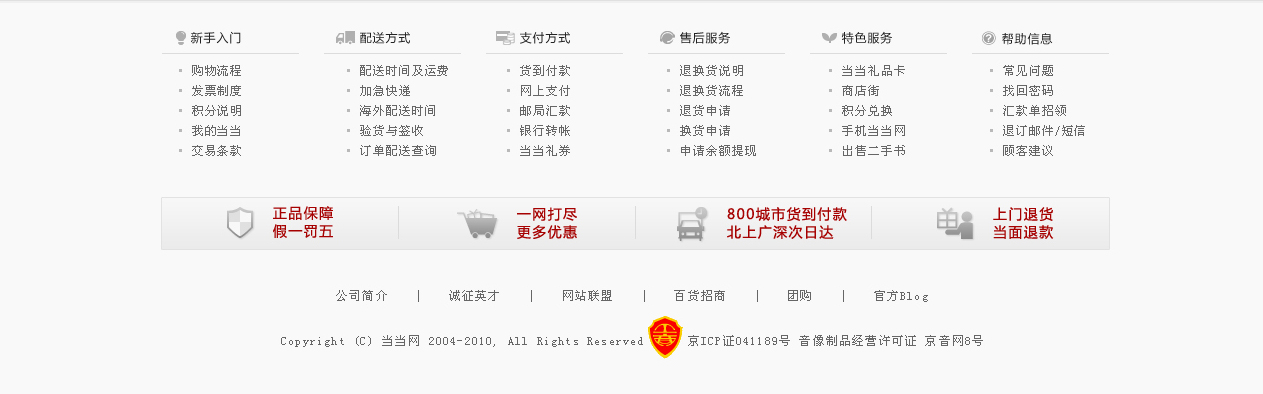 新手入门 配送方式 支付方式 售后服务 特色服务 帮助信息
购物流程 配送时间及运费 货到付款 退换货说明 当当礼品卡 常见问题
发票制度 加急快递 网上支付 退换货流程 商店街 找回密码
积分说明 海外配送时间 邮局汇款 退货申请 积分兑换 汇款单招领
我的当当 验货与签收 银行转帐 换货申请 手机当当网 退订邮件/短信
交易条款 订单配送查询 当当礼券 申请余额提现 出售二手书 顾客建议
正品保障 一网打尽 800城市货到付款 上门退货
假一罚五 更多优惠 北上广深次日达 当面退款
公司简介 | 诚征英才 | 网站联盟 | 百货招商 | 团购 | 官方Blog
Copyright (C) 当当网 2004-2010, All Rights Reserved 京ICP证041189号 音像制品经营许可证 京音网8号